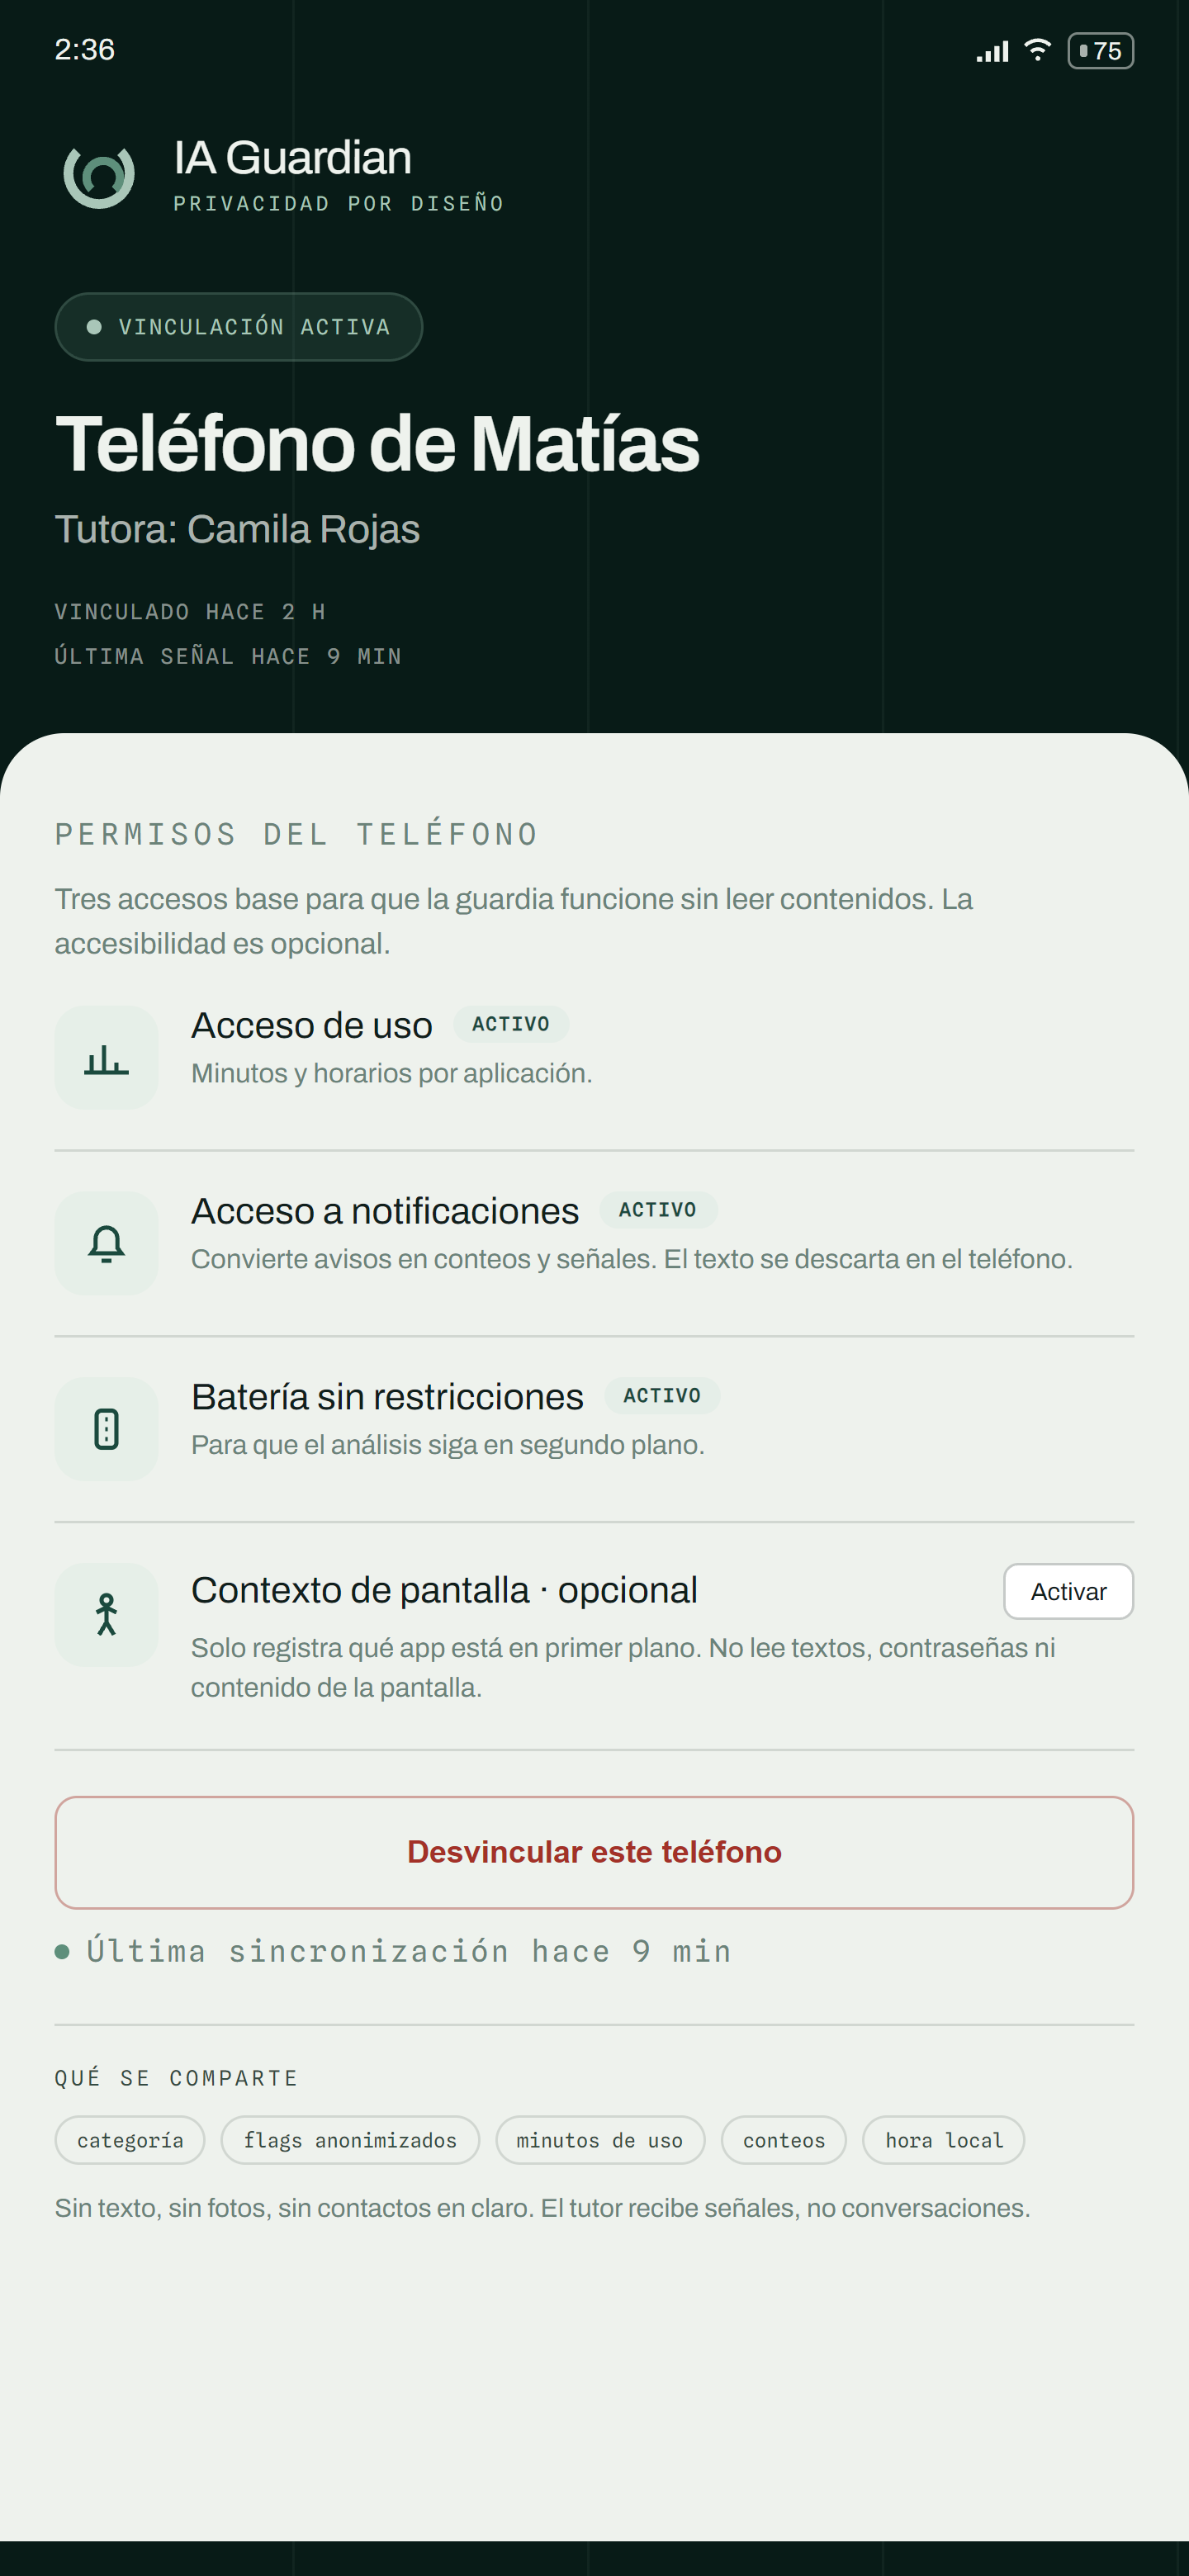 2:36
75
IA Guardian
PRIVACIDAD POR DISEÑO
VINCULACIÓN ACTIVA
Teléfono de Matías
Tutora: Camila Rojas
VINCULADO HACE 2 H
ÚLTIMA SEÑAL HACE 9 MIN
PERMISOS DEL TELÉFONO
Tres accesos base para que la guardia funcione sin leer contenidos. La
accesibilidad es opcional.
Acceso de uso ACTIVO
Minutos y horarios por aplicación.
Acceso a notificaciones ACTIVO
Convierte avisos en conteos y señales. El texto se descarta en el teléfono.
Batería sin restricciones ACTIVO
Para que el análisis siga en segundo plano.
Contexto de pantalla · opcional Activar
Solo registra qué app está en primer plano. No lee textos, contraseñas ni
contenido de la pantalla.
Desvincular este teléfono
Última sincronización hace 9 min
QUÉ SE COMPARTE
categoría flags anonimizados minutos de uso conteos hora local
Sin texto, sin fotos, sin contactos en claro. El tutor recibe señales, no conversaciones.